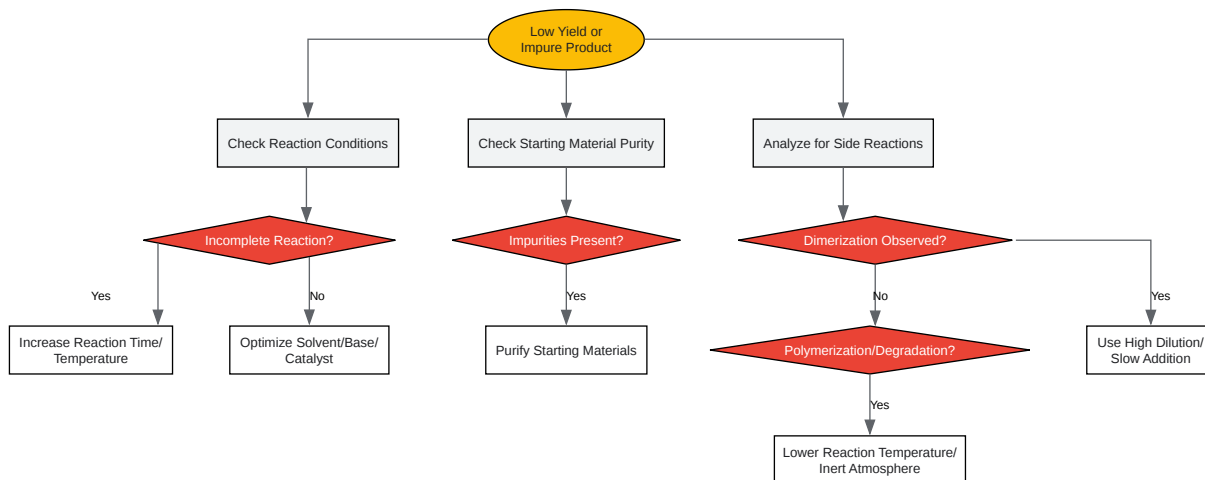 Low Yield or
Impure Product
Check Reaction Conditions
Check Starting Material Purity
Analyze for Side Reactions
Incomplete Reaction?
Impurities Present?
Dimerization Observed?
Yes
No
Yes
No
Yes
Increase Reaction Time/
Temperature
Optimize Solvent/Base/
Catalyst
Purify Starting Materials
Polymerization/Degradation?
Use High Dilution/
Slow Addition
Yes
Lower Reaction Temperature/
Inert Atmosphere